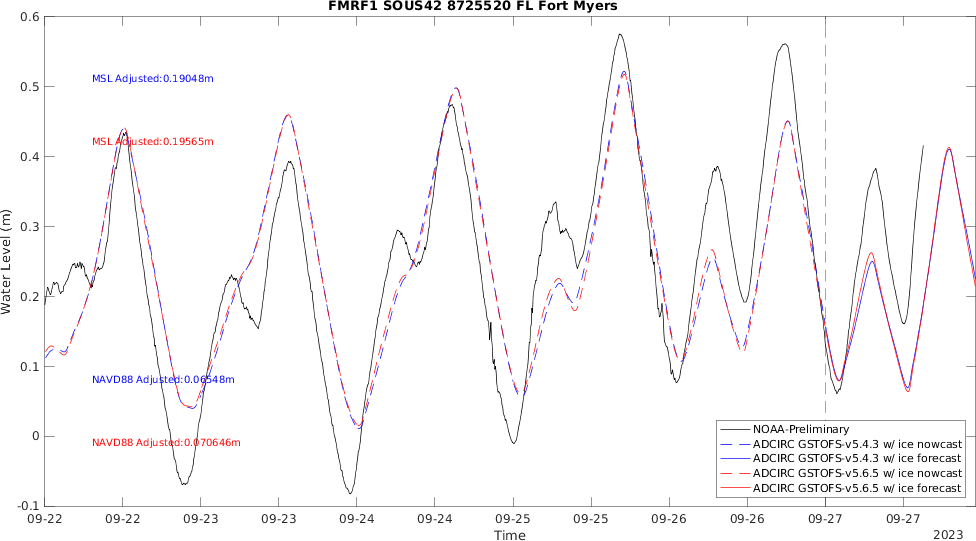 FMRF1 SOUS42 8725520 FL Fort Myers
0.6
0.5
0.4
0.3
0.2
0.1
0
-0.1
Water Level (m)
MSL Adjusted:0.19048m
MSL Adjusted:0.19565m
NAVD88 Adjusted:0.06548m
NAVD88 Adjusted:0.070646m
NOAA-Preliminary
ADCIRC GSTOFS-v5.4.3 w/ ice nowcast
ADCIRC GSTOFS-v5.4.3 w/ ice forecast
ADCIRC GSTOFS-v5.6.5 w/ ice nowcast
ADCIRC GSTOFS-v5.6.5 w/ ice forecast
09-22 09-22 09-23 09-23 09-24 09-24 09-25 09-25 09-26 09-26 09-27 09-27
Time
2023